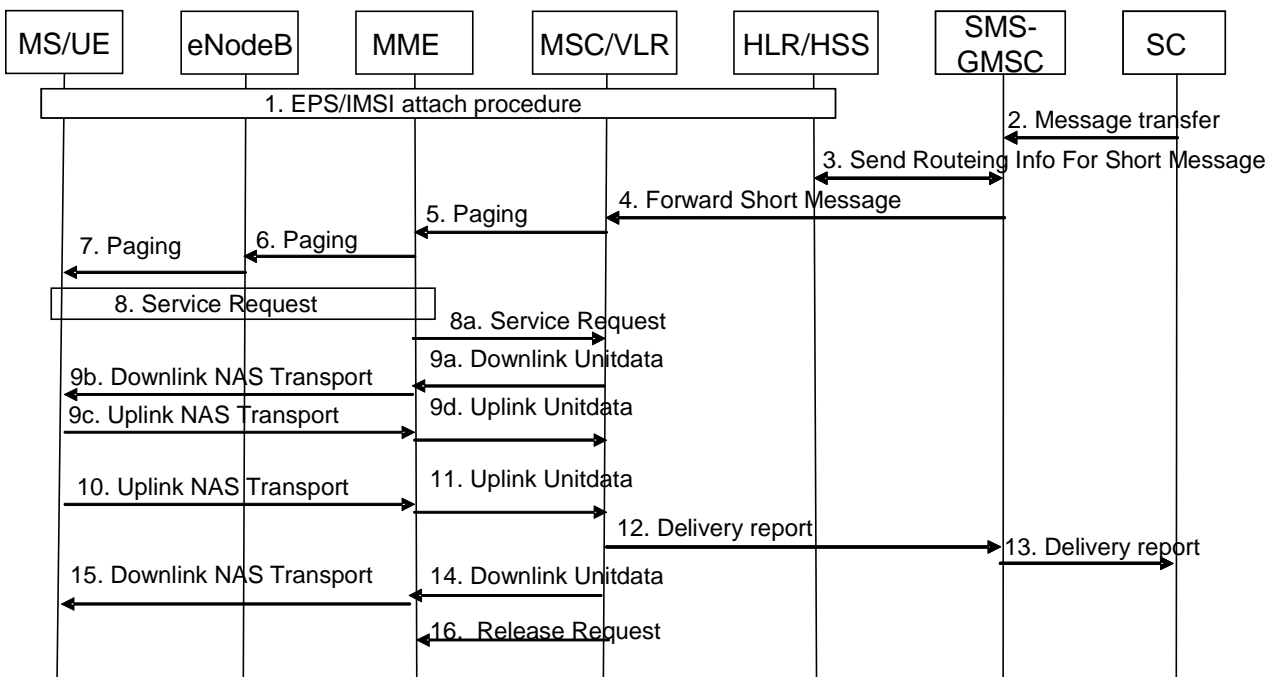 MS/UE
eNodeB
MME
MSC/VLR
HLR/HSS
SMS-
GMSC
SC
1. EPS/IMSI attach procedure
2. Message transfer
3. Send Routeing Info For Short Message
4. Forward Short Message
5. Paging
6. Paging
7. Paging
8. Service Request
8a. Service Request
9a. Downlink Unitdata
9b. Downlink NAS Transport
9c. Uplink NAS Transport
9d. Uplink Unitdata
10. Uplink NAS Transport
11. Uplink Unitdata
12. Delivery report
13. Delivery report
14. Downlink Unitdata
15. Downlink NAS Transport
16. Release Request